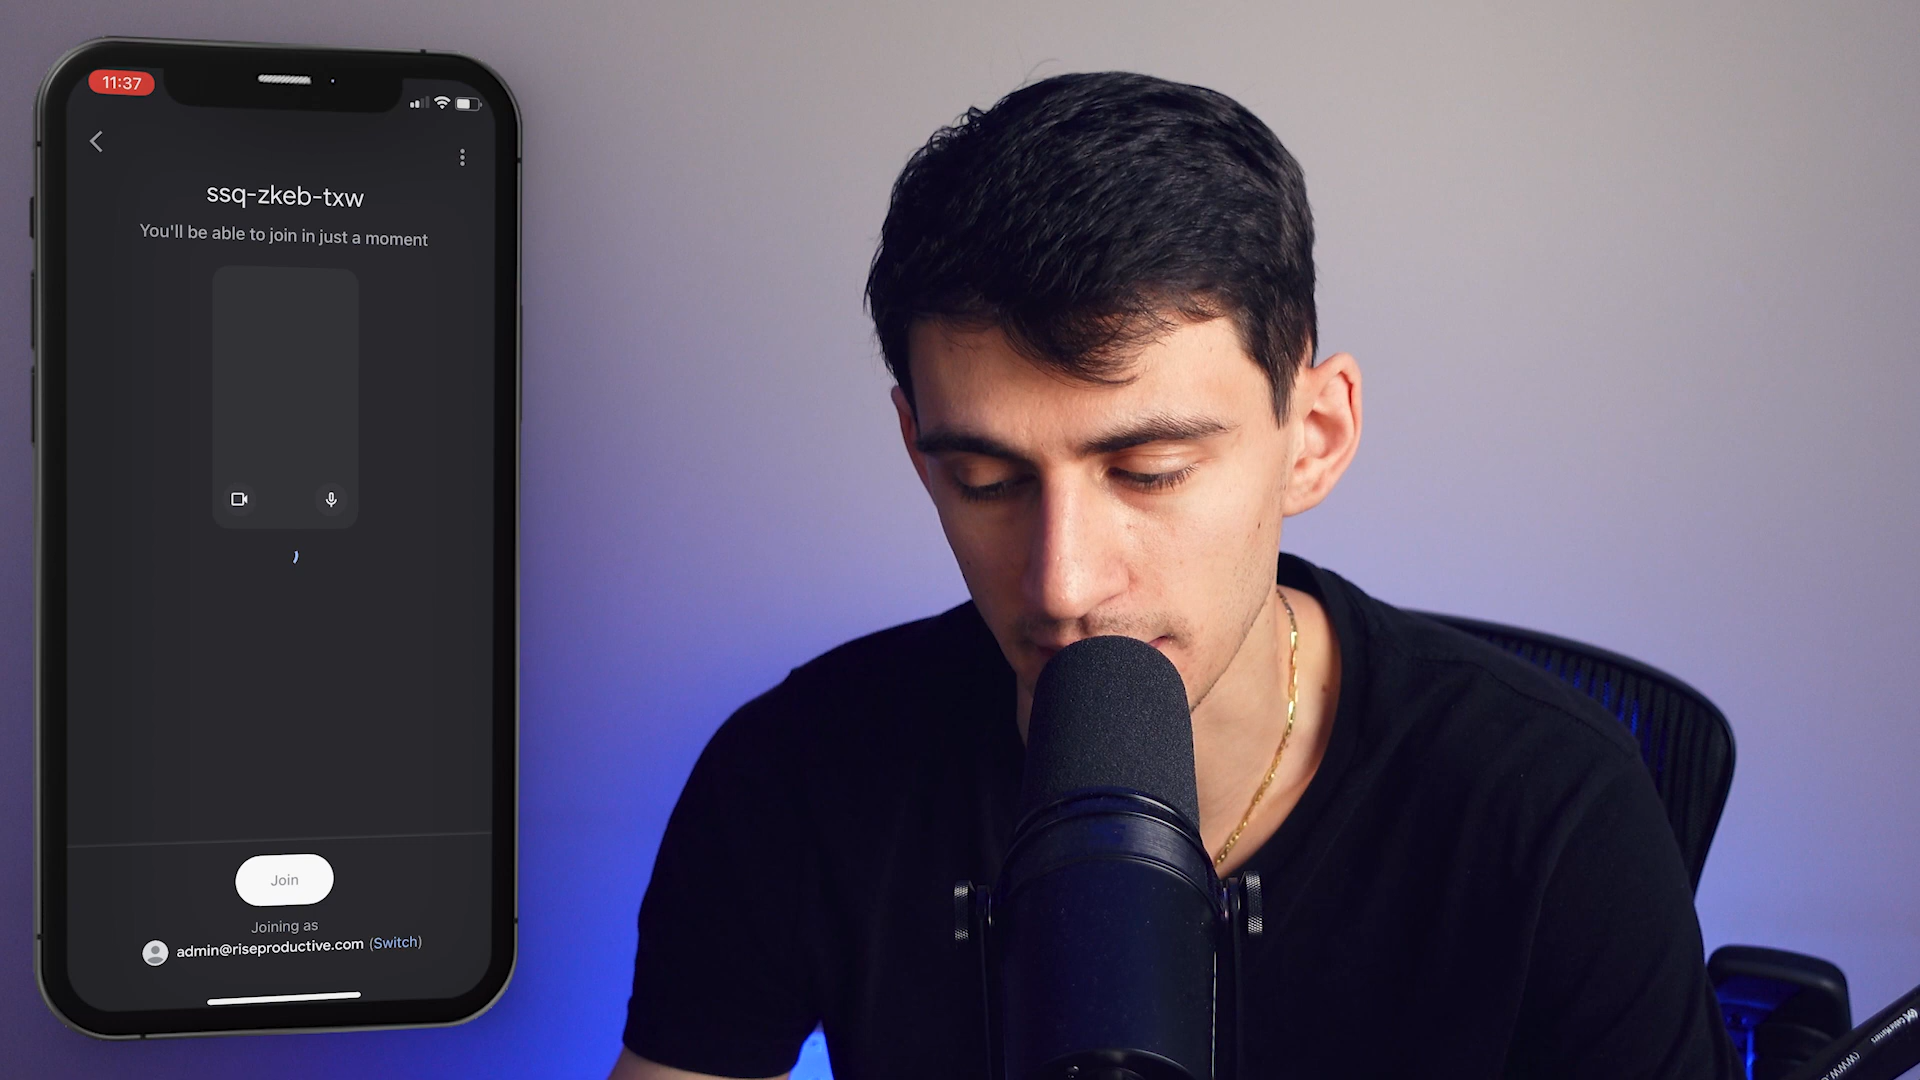 11:37
ssq-zkeb-txw
You'll be able to join in just a moment
Join
Joining as
admin@riseproductive.com (Switch)